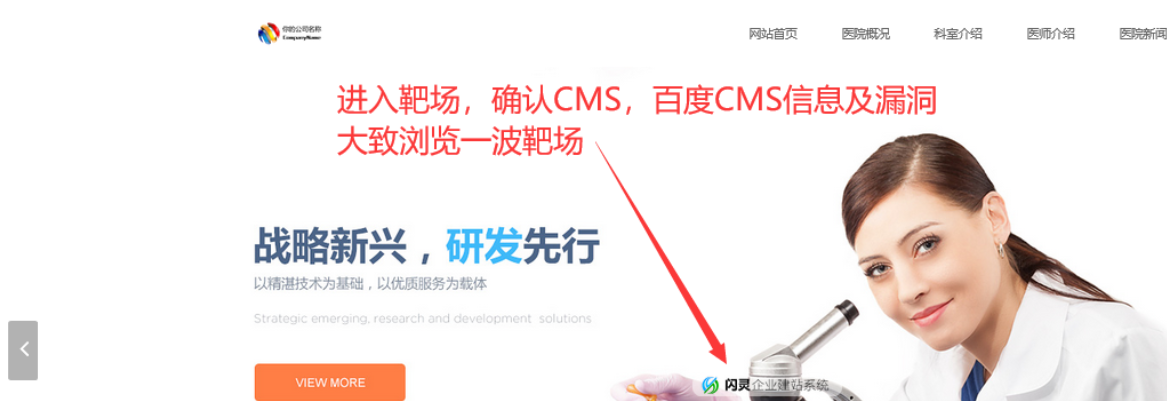 你的公司名称
CompanyName
网站首页 医院概况 科室介绍 医师介绍 医院新闻
进入靶场，确认CMS，百度CMS信息及漏洞
大致浏览一波靶场
战略新兴，研发先行
以精湛技术为基础，以优质服务为载体
Strategic emerging, research and development solutions
VIEW MORE
闪灵企业建站系统